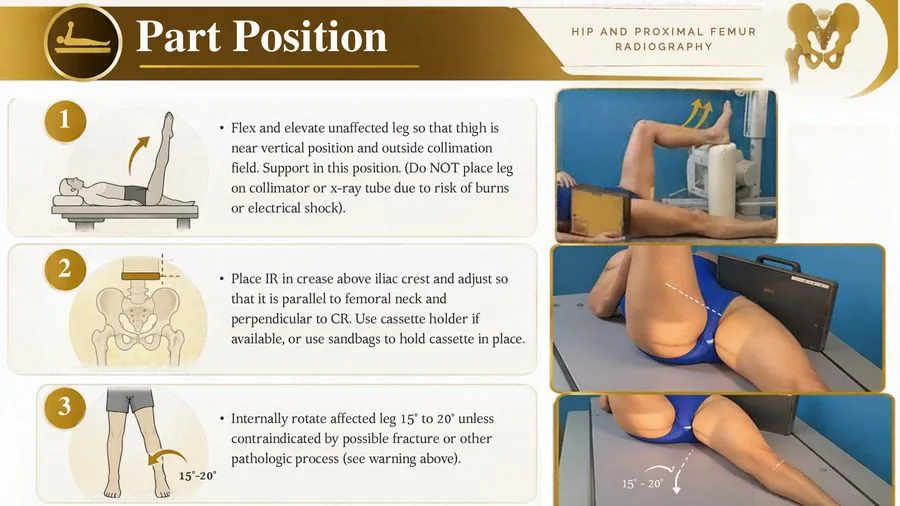 Part Position
HIP AND PROXIMAL FEMUR
RADIOGRAPHY
1
• Flex and elevate unaffected leg so that thigh is
near vertical position and outside collimation
field. Support in this position. (Do NOT place leg
on collimator or x-ray tube due to risk of burns
or electrical shock).
2
• Place IR in crease above iliac crest and adjust so
that it is parallel to femoral neck and
perpendicular to CR. Use cassette holder if
available, or use sandbags to hold cassette in place.
3
• Internally rotate affected leg 15° to 20° unless
contraindicated by possible fracture or other
pathologic process (see warning above).
15°-20°
15° - 20°